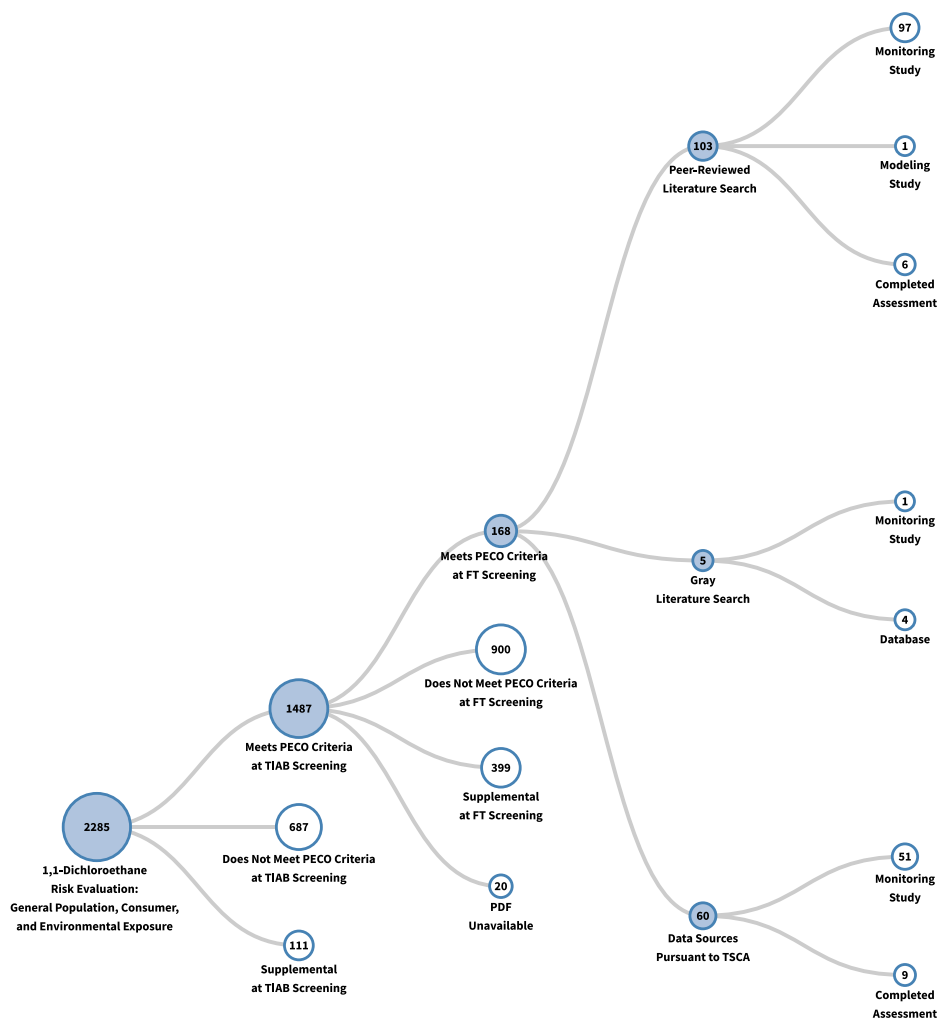 97
Monitoring
Study
103
Peer-Reviewed
Literature Search
1
Modeling
Study
6
Completed
Assessment
168
Meets PECO Criteria
at FT Screening
1
Monitoring
Study
5
Gray
Literature Search
4
Database
900
Does Not Meet PECO Criteria
at FT Screening
1487
Meets PECO Criteria
at TIAB Screening
399
Supplemental
at FT Screening
2285
1,1-Dichloroethane
Risk Evaluation:
General Population, Consumer,
and Environmental Exposure
687
Does Not Meet PECO Criteria
at TIAB Screening
20
PDF
Unavailable
111
Supplemental
at TIAB Screening
60
Data Sources
Pursuant to TSCA
51
Monitoring
Study
9
Completed
Assessment